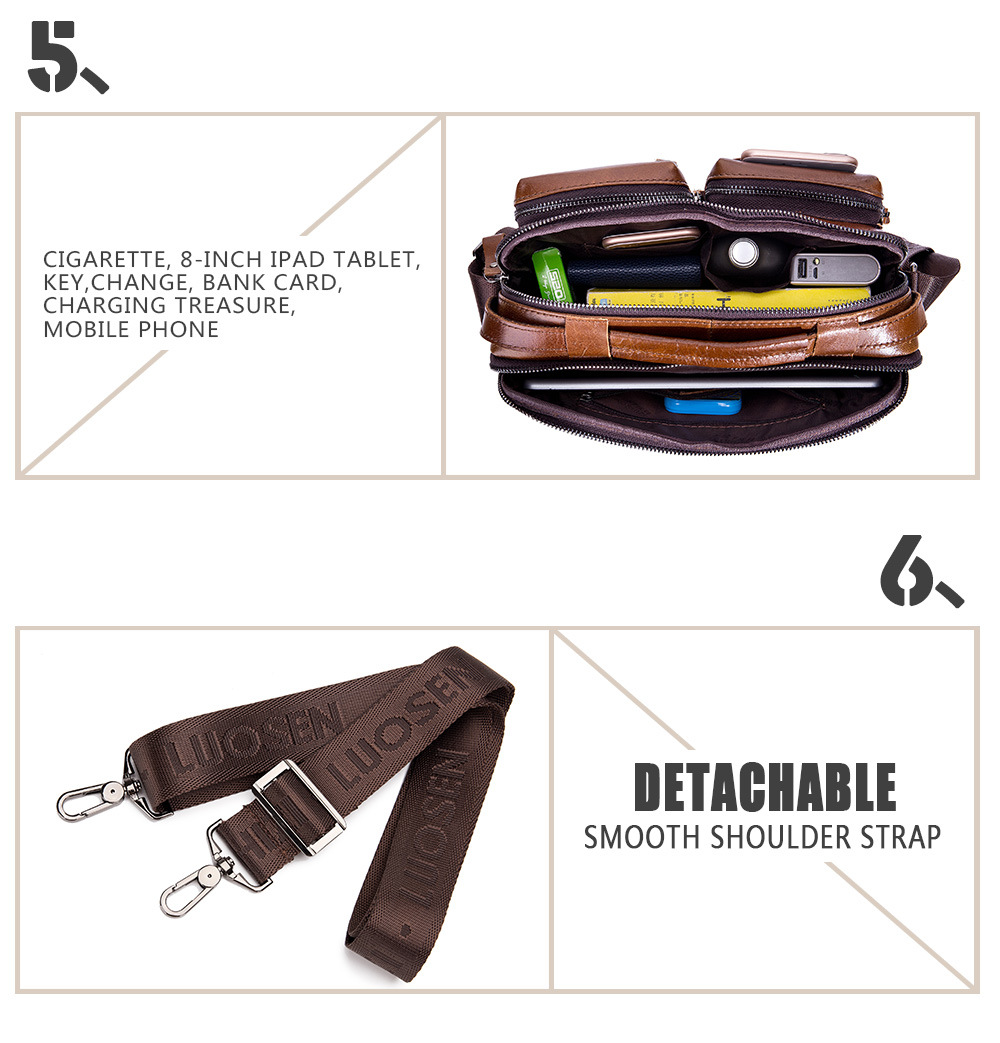 5
CIGARETTE, 8-INCH IPAD TABLET,
KEY,CHANGE, BANK CARD,
CHARGING TREASURE,
MOBILE PHONE
6
LUOSEN
LUOSEN
LUOSEN
DETACHABLE
SMOOTH SHOULDER STRAP